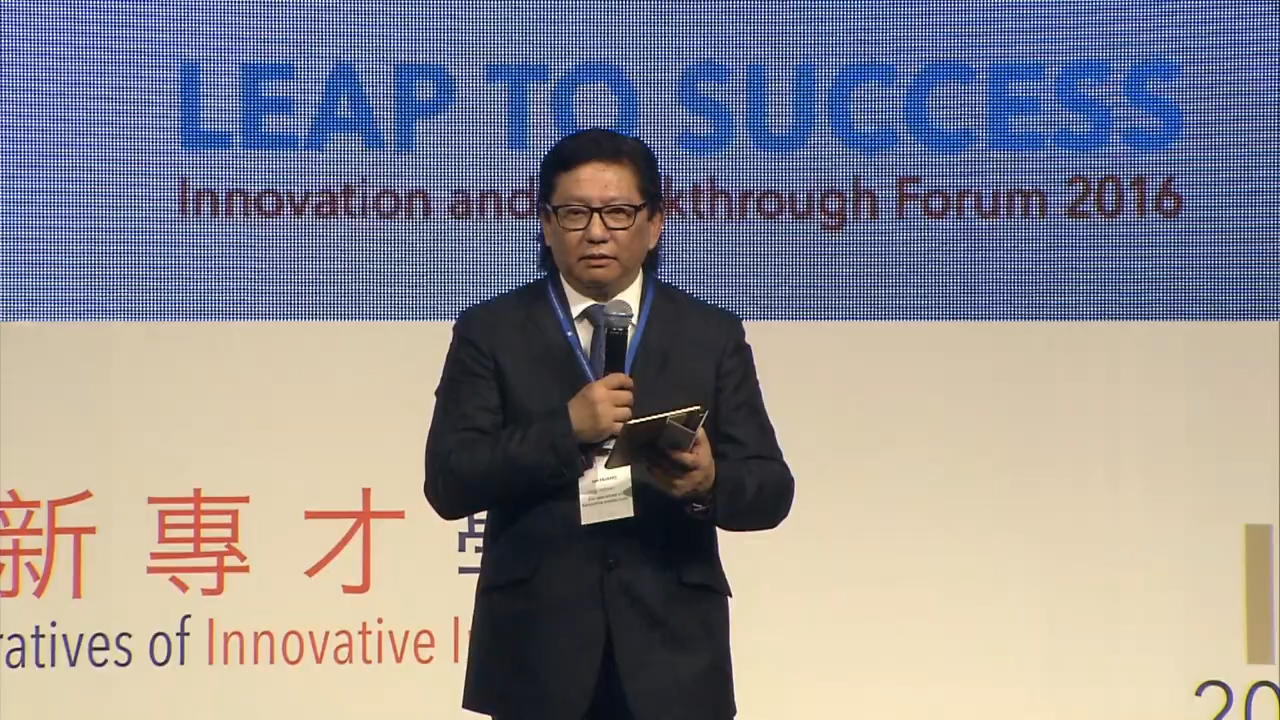 LEAP TO SUCCESS
Innovation and kthrough Forum 2016
新專才
ratives of Innovative I
20